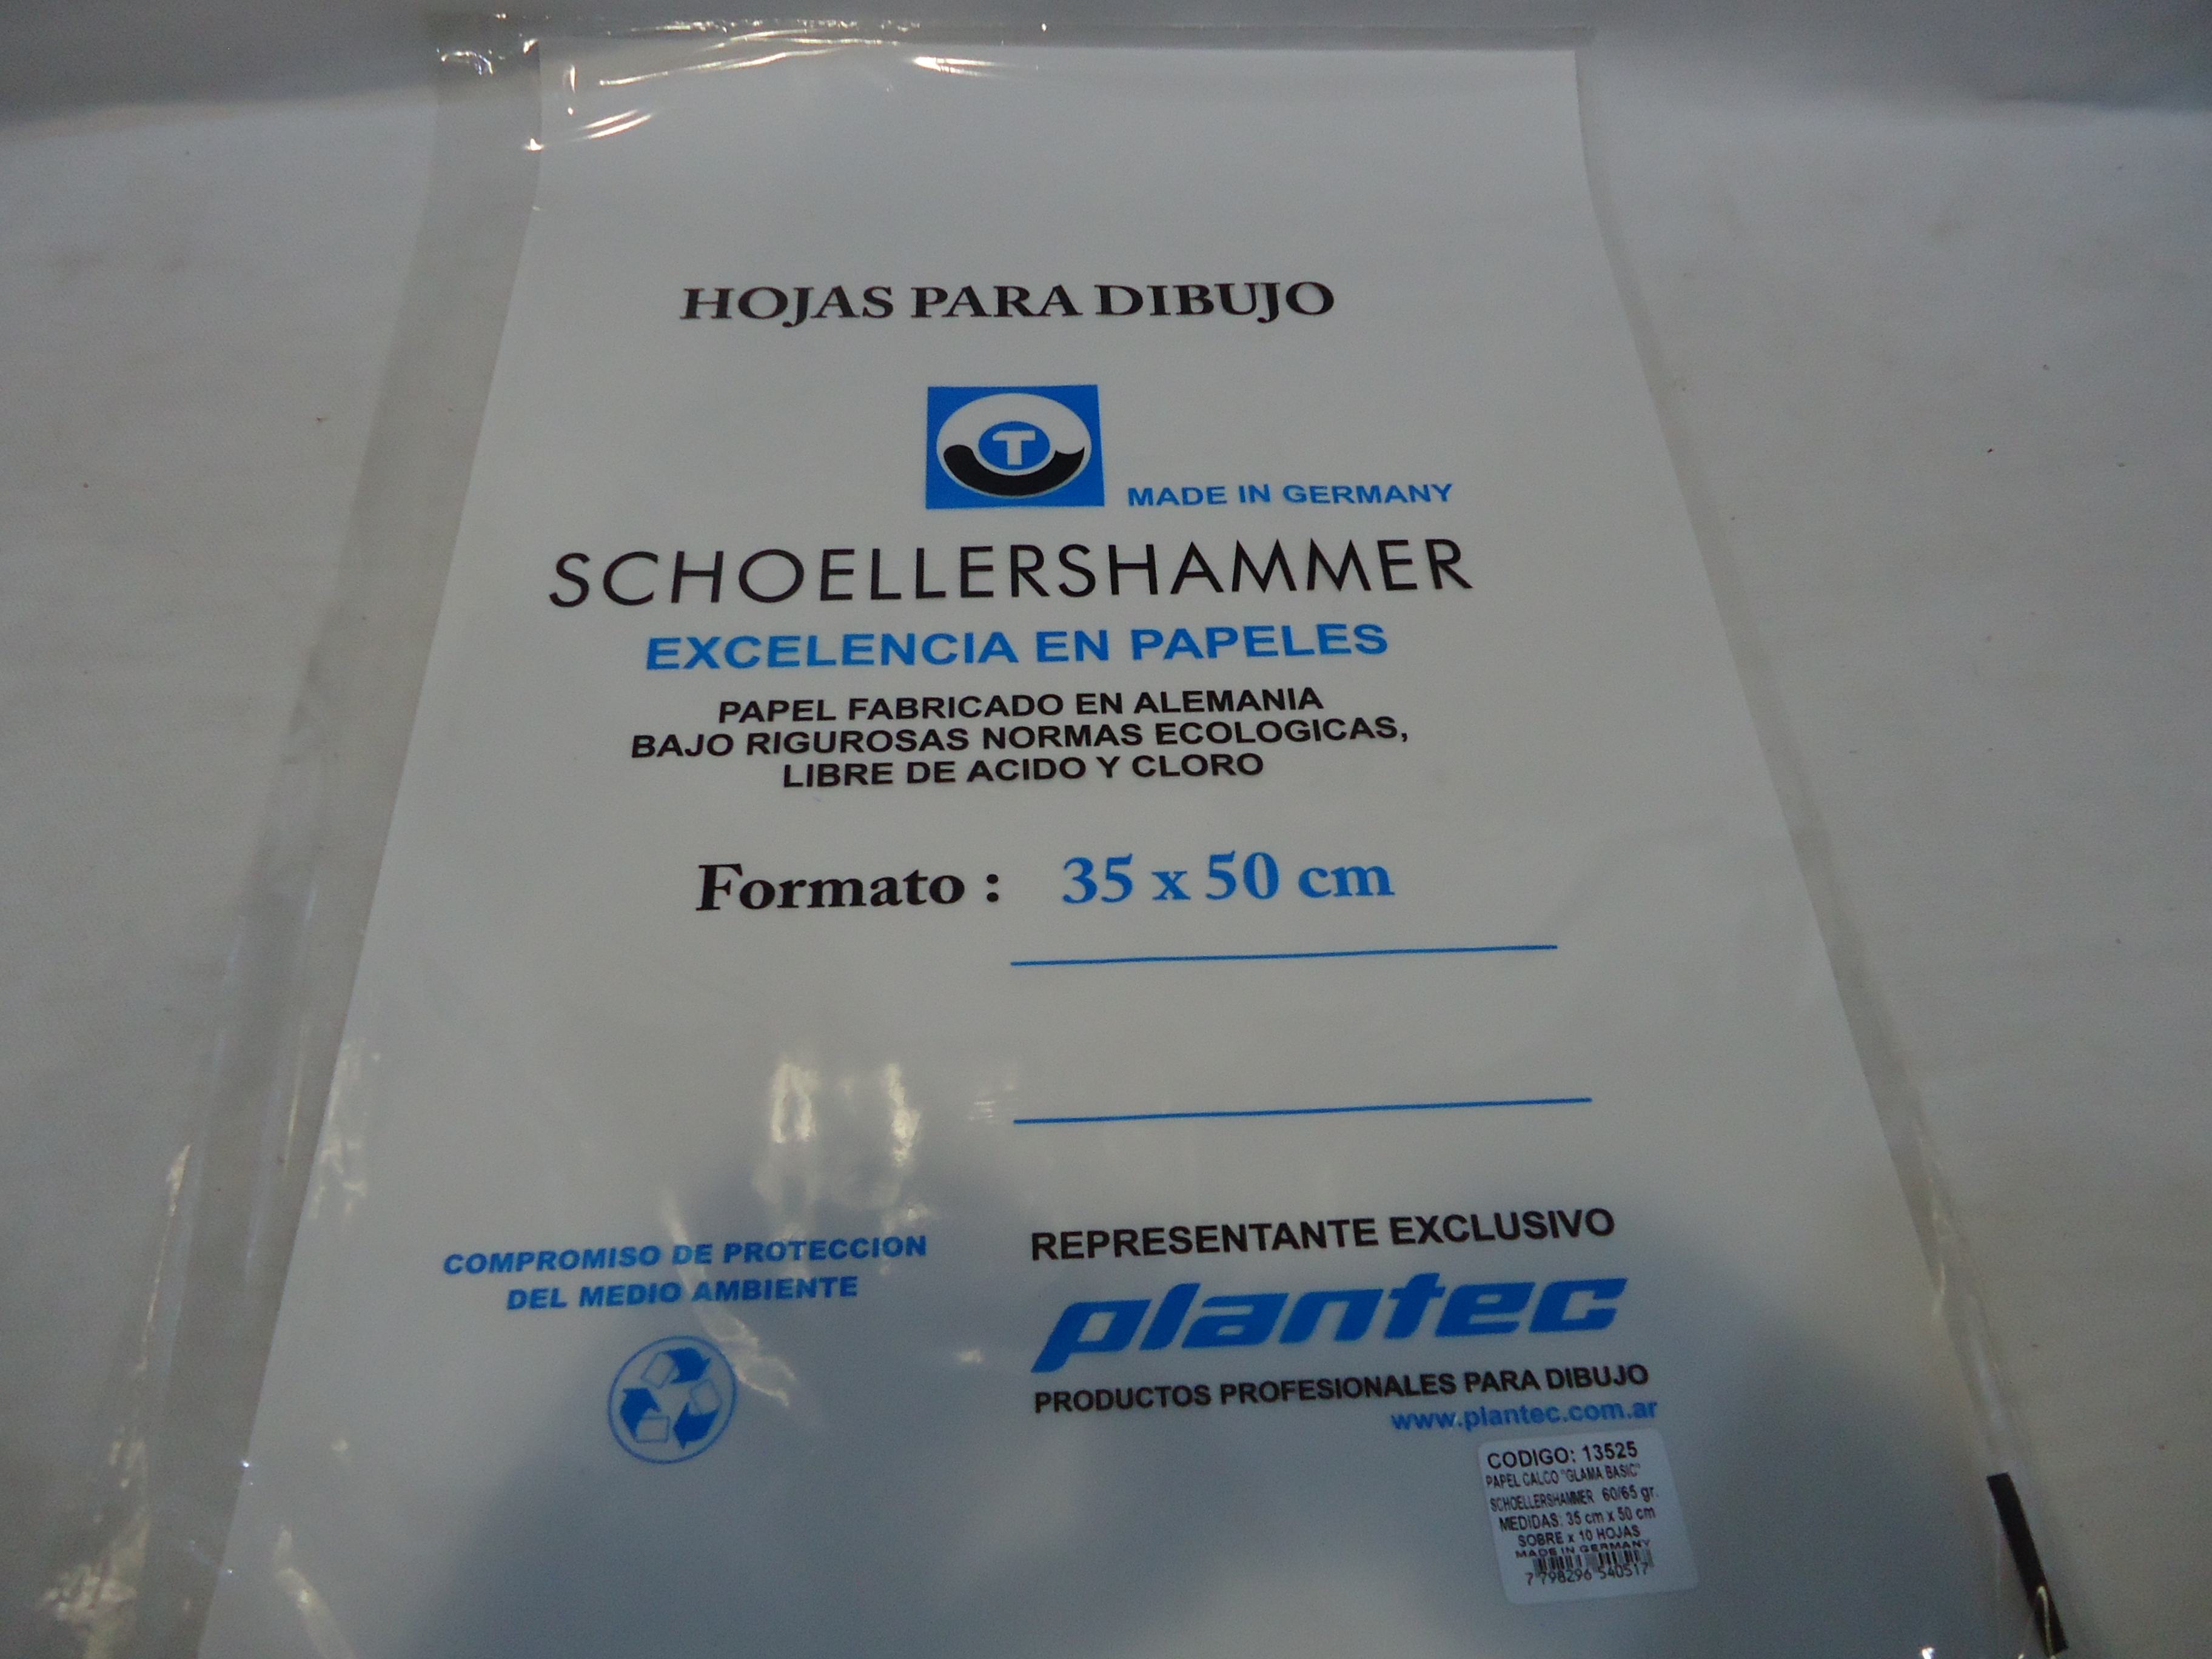 HOJAS PARA DIBUJO
T
MADE IN GERMANY
SCHOELLERSHAMMER
EXCELENCIA EN PAPELES
PAPEL FABRICADO EN ALEMANIA
BAJO RIGUROSAS NORMAS ECOLOGICAS,
LIBRE DE ACIDO Y CLORO
Formato : 35 x 50 cm
COMPROMISO DE PROTECCION
DEL MEDIO AMBIENTE
REPRESENTANTE EXCLUSIVO
plantec
PRODUCTOS PROFESIONALES PARA DIBUJO
www.plantec.com.ar
CODIGO: 13525
PAPEL CALCO "GLAMA BASIC"
SCHOELLERSHAMMER 60/65 gr.
MEDIDAS: 35 cm x 50 cm
SOBRE x 10 HOJAS
MADE IN GERMANY
7 798296 540517